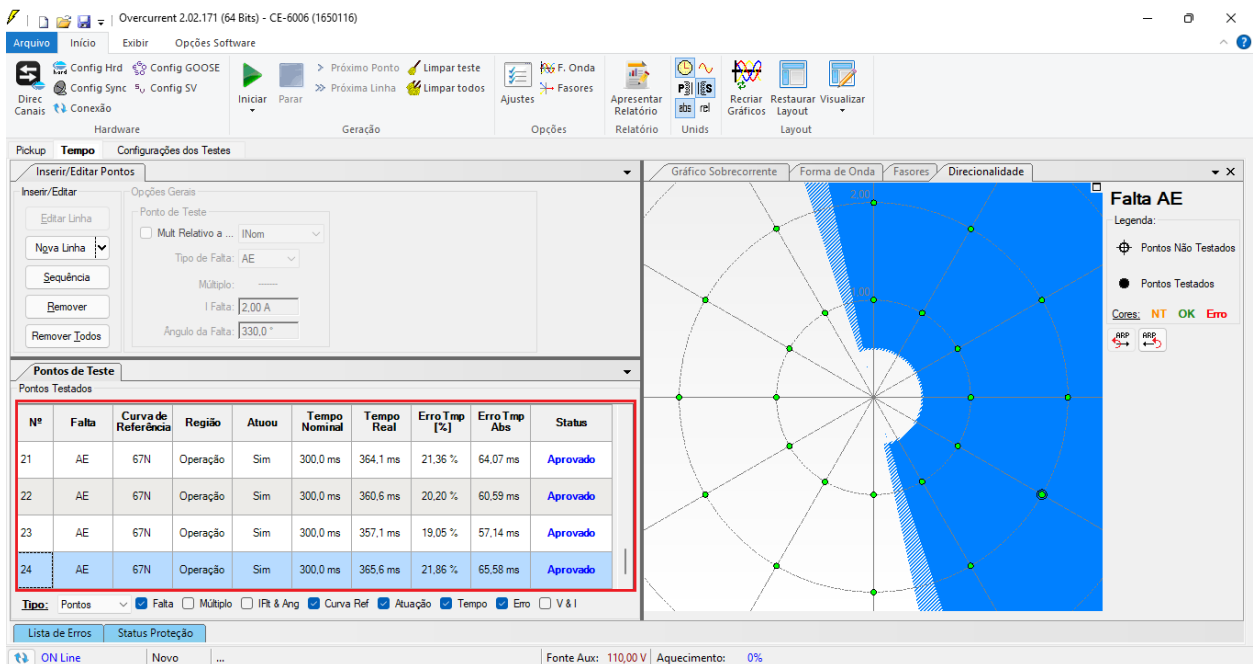 Overcurrent 2.02.171 (64 Bits) - CE-6006 (1650116)
Arquivo Início Exibir Opções Software
Direc Canais
Config Hrd Config GOOSE
Config Sync Config SV
Conexão
Hardware
Iniciar Parar
Próximo Ponto Limpar teste
Próxima Linha Limpar todos
Geração
Ajustes
F. Onda
Fasores
Opções
Apresentar Relatório
Relatório
abs rel
Unids
Recriar Gráficos
Restaurar Layout
Visualizar
Layout
Pickup Tempo Configurações dos Testes
Inserir/Editar Pontos
Inserir/Editar
Editar Linha
Nova Linha
Sequência
Remover
Remover Todos
Opções Gerais
Ponto de Teste
Mult Relativo a ... INom
Tipo de Falta: AE
Múltiplo:
I Falta: 2,00 A
Ângulo da Falta: 330,0 °
Pontos de Teste
Pontos Testados
Nº Falta Curva de Referência Região Atuou Tempo Nominal Tempo Real Erro Tmp [%] Erro Tmp Abs Status
21 AE 67N Operação Sim 300,0 ms 364,1 ms 21,36 % 64,07 ms Aprovado
22 AE 67N Operação Sim 300,0 ms 360,6 ms 20,20 % 60,59 ms Aprovado
23 AE 67N Operação Sim 300,0 ms 357,1 ms 19,05 % 57,14 ms Aprovado
24 AE 67N Operação Sim 300,0 ms 365,6 ms 21,86 % 65,58 ms Aprovado
Tipo: Pontos Falta Múltiplo IFlt & Ang Curva Ref Atuação Tempo Erro V & I
Gráfico Sobrecorrente Forma de Onda Fasores Direcionalidade
2,00
Falta AE
Legenda:
Pontos Não Testados
Pontos Testados
Cores: NT OK Erro
ARP ARP
Lista de Erros Status Proteção
ON Line Novo ... Fonte Aux: 110,00 V Aquecimento: 0%